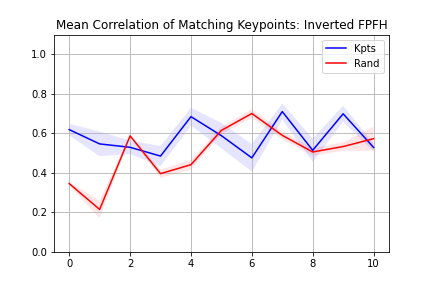 Mean Correlation of Matching Keypoints: Inverted FPFH
1.0
0.8
0.6
0.4
0.2
0.0
0 2 4 6 8 10
Kpts
Rand